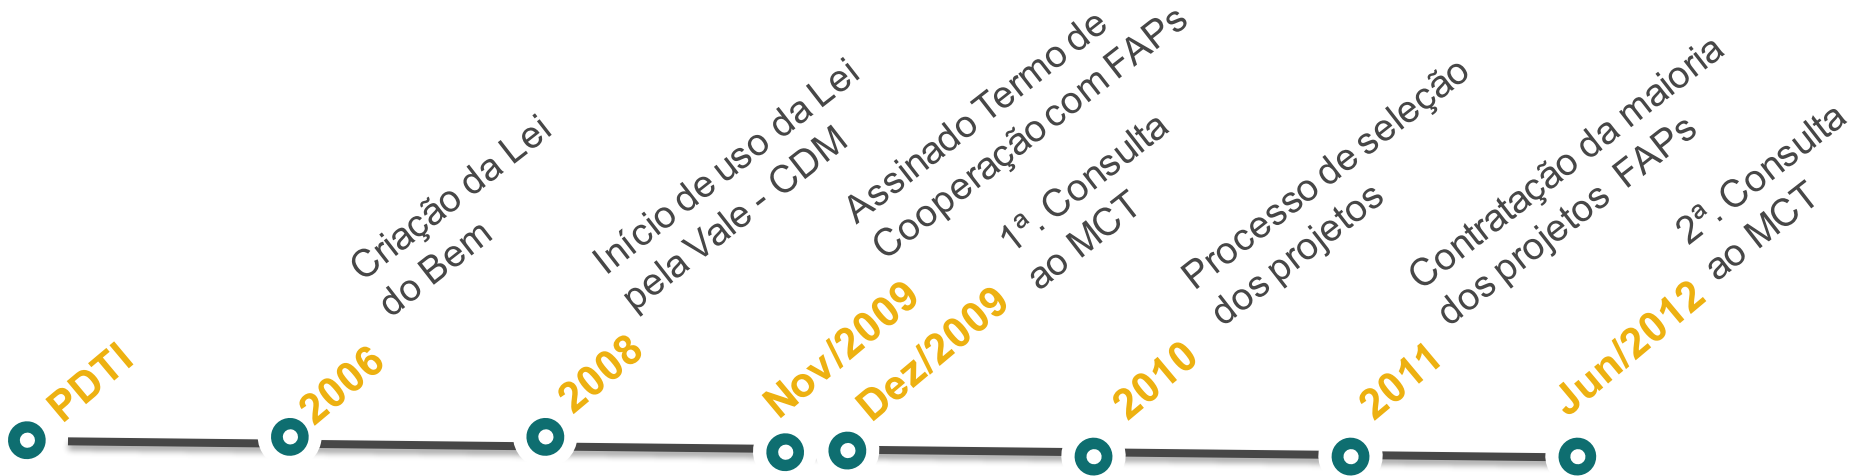 PDTI
2006
Criação da Lei
do Bem
2008
Início de uso da Lei
pela Vale - CDM
Nov/2009
Assinado Termo de
Cooperação com FAPs
Dez/2009
1ª. Consulta
ao MCT
2010
Processo de seleção
dos projetos
2011
Contratação da maioria
dos projetos FAPs
Jun/2012
2ª. Consulta
ao MCT